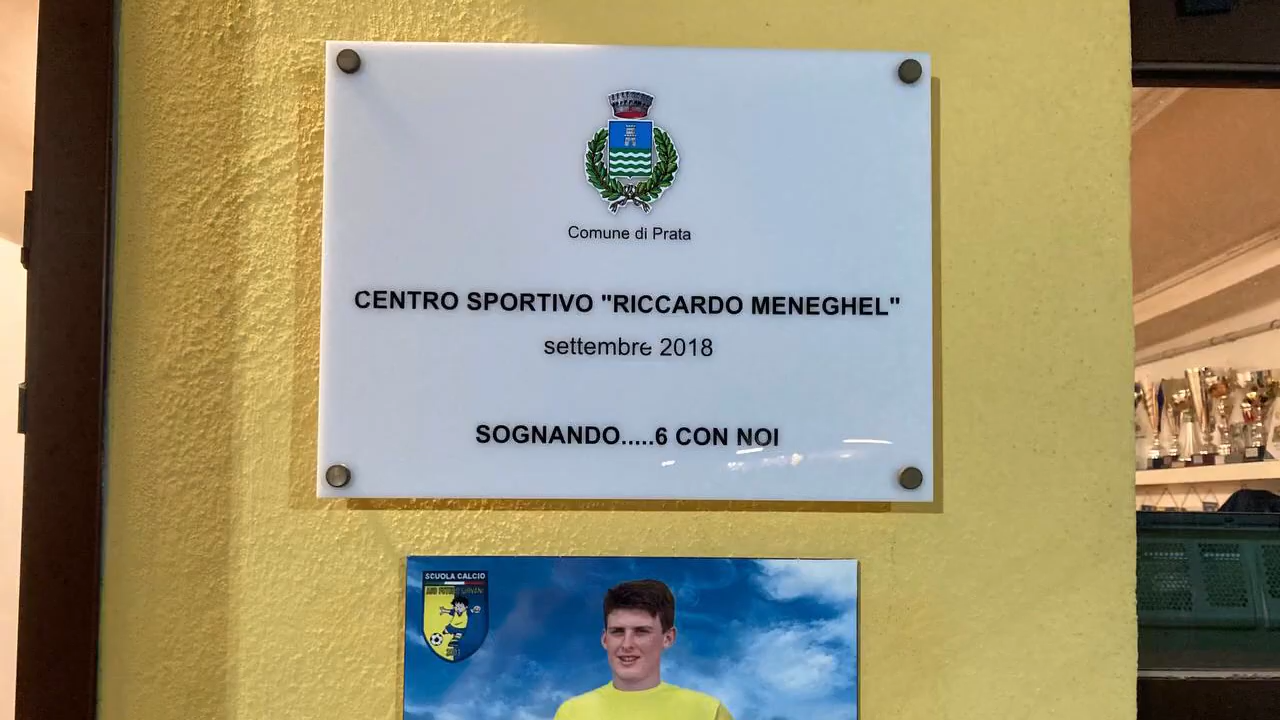 Comune di Prata
CENTRO SPORTIVO "RICCARDO MENEGHEL"
settembre 2018
SOGNANDO.....6 CON NOI
SCUOLA CALCIO